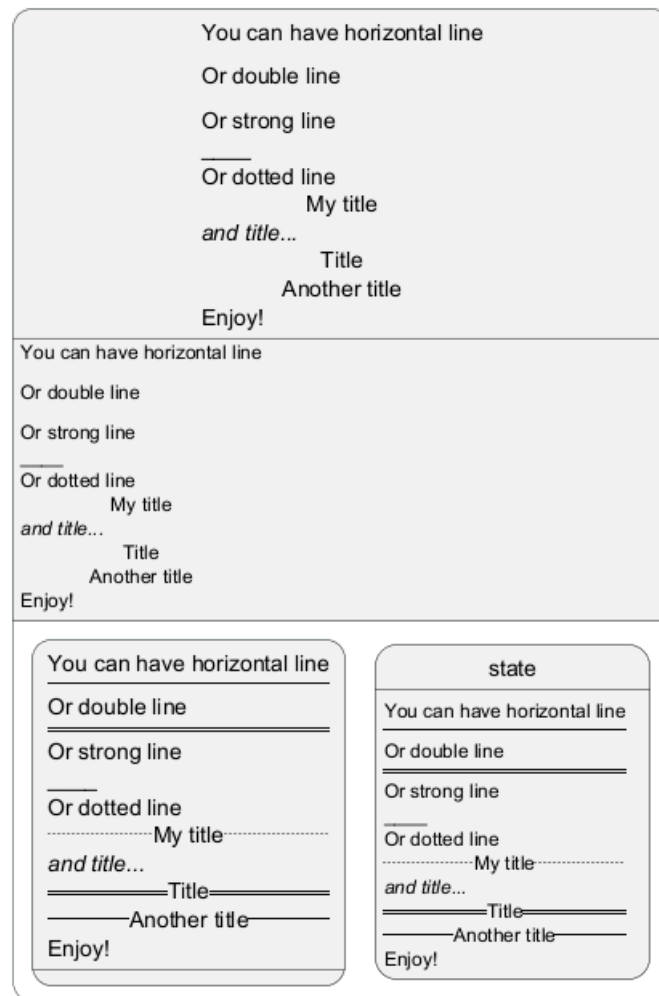 You can have horizontal line
Or double line
Or strong line
____
Or dotted line
My title
and title...
Title
Another title
Enjoy!
You can have horizontal line
Or double line
Or strong line
____
Or dotted line
My title
and title...
Title
Another title
Enjoy!
You can have horizontal line
Or double line
Or strong line
____
Or dotted line
My title
and title...
Title
Another title
Enjoy!
state
You can have horizontal line
Or double line
Or strong line
____
Or dotted line
My title
and title...
Title
Another title
Enjoy!